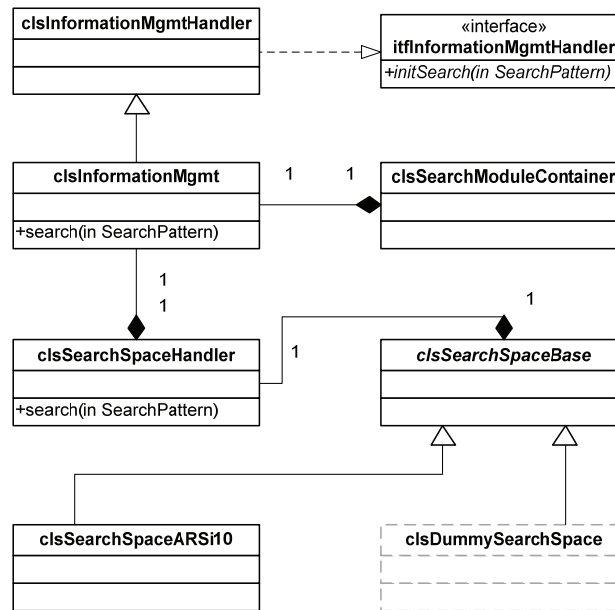 clsInformationMgmtHandler
«interface»
itfInformationMgmtHandler
+initSearch(in SearchPattern)
clsInformationMgmt
+search(in SearchPattern)
1
1
clsSearchModuleContainer
1
1
clsSearchSpaceHandler
+search(in SearchPattern)
1
1
clsSearchSpaceBase
clsSearchSpaceARSi10
clsDummySearchSpace